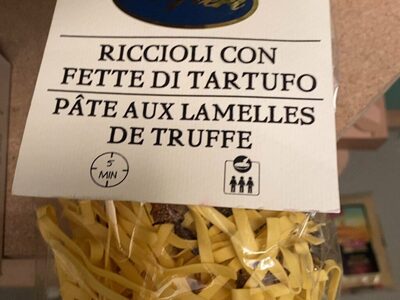 RICCIOLI CON
FETTE DI TARTUFO
PÂTE AUX LAMELLES
DE TRUFFE
5
MIN